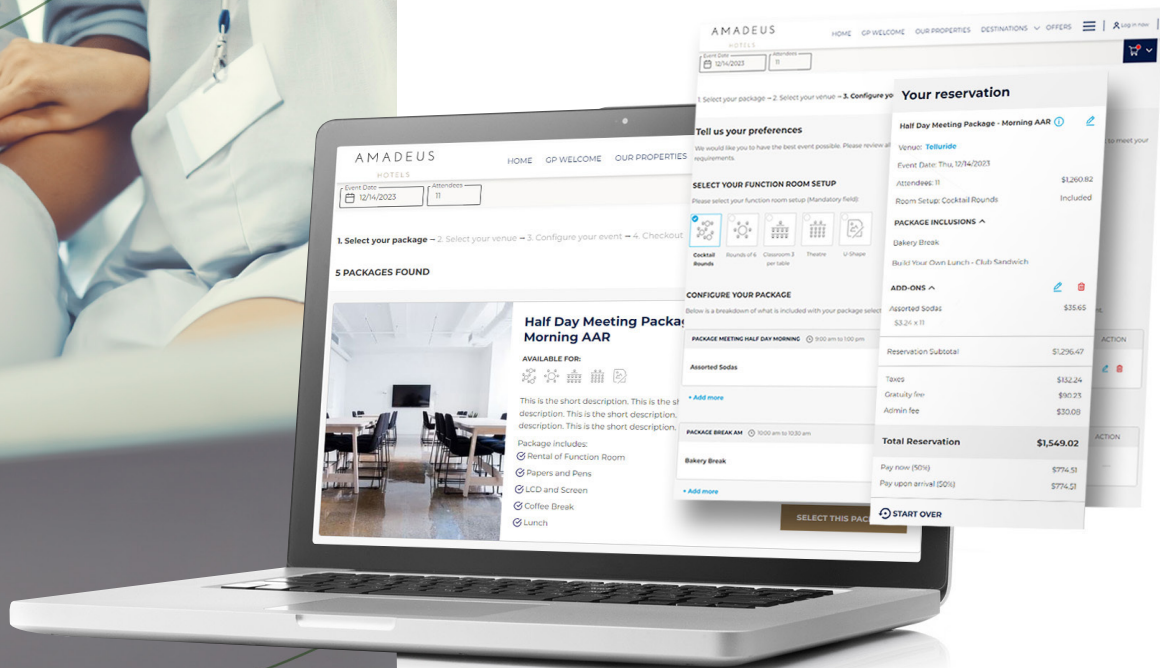 AMADEUS
HOTELS
HOME GP WELCOME OUR PROPERTIES
Event Date
12/14/2023
Attendees
11
1. Select your package – 2. Select your venue – 3. Configure your event – 4. Checkout
5 PACKAGES FOUND
Half Day Meeting Packag
Morning AAR
AVAILABLE FOR:
This is the short description. This is the sh
description. This is the short description.
description. This is the short description.
Package includes:
Rental of Function Room
Papers and Pens
LCD and Screen
Coffee Break
Lunch
SELECT THIS PAC
AMADEUS
HOTELS
HOME GP WELCOME OUR PROPERTIES DESTINATIONS OFFERS Log in now
Event Date
12/14/2023
Attendees
11
1. Select your package – 2. Select your venue – 3. Configure yo
Tell us your preferences
We would like you to have the best event possible. Please review al
requirements.
to meet your
SELECT YOUR FUNCTION ROOM SETUP
Please select your function room setup (Mandatory field)
Cocktail
Rounds
Rounds of 6
Classroom 3
per table
Theatre
U-Shape
CONFIGURE YOUR PACKAGE
Below is a breakdown of what is included with your package select
PACKAGE MEETING HALF DAY MORNING 9:00 am to 1:00 pm
ACTION
Assorted Sodas
+ Add more
PACKAGE BREAK AM 10:00 am to 10:30 am
ACTION
Bakery Break
+ Add more
Your reservation
Half Day Meeting Package - Morning AAR
Venue: Telluride
Event Date: Thu, 12/14/2023
Attendees: 11 $1,260.82
Room Setup: Cocktail Rounds Included
PACKAGE INCLUSIONS
Bakery Break
Build Your Own Lunch - Club Sandwich
ADD-ONS
Assorted Sodas $35.65
$3.24 x 11
Reservation Subtotal $1,296.47
Taxes $132.24
Gratuity fee $90.23
Admin fee $30.08
Total Reservation $1,549.02
Pay now (50%) $774.51
Pay upon arrival (50%) $774.51
START OVER